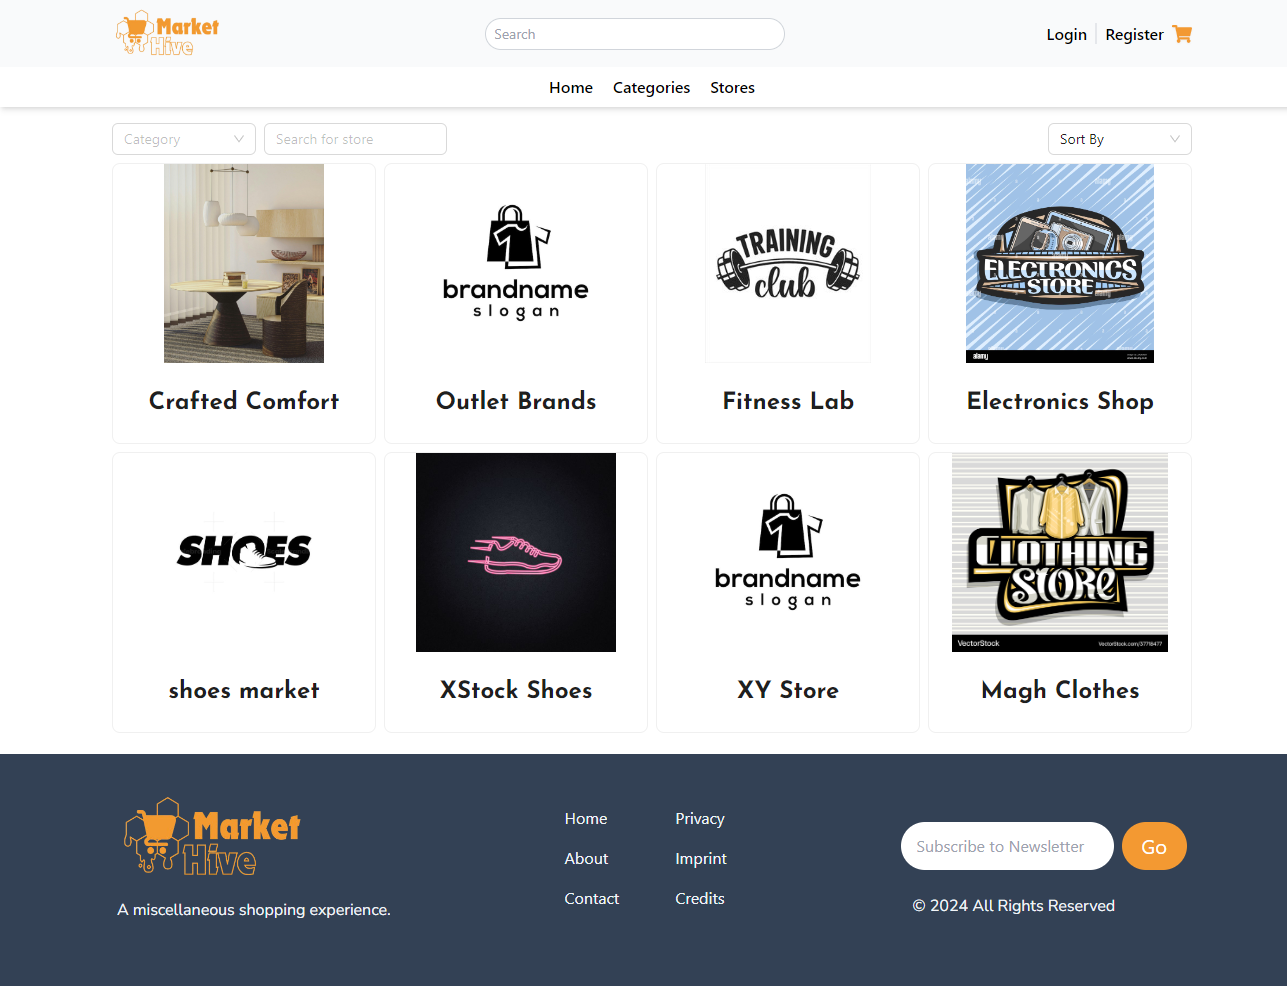 Market
Hive
Search
Login
Register
Home
Categories
Stores
Category
Search for store
Sort By
brandname
slogan
TRAINING
club
ELECTRONICS
STORE
alamy
Crafted Comfort
Outlet Brands
Fitness Lab
Electronics Shop
SHOES
brandname
slogan
CLOTHING
STORE
VectorStock
VectorStock.com/37716477
shoes market
XStock Shoes
XY Store
Magh Clothes
Market
Hive
A miscellaneous shopping experience.
Home
About
Contact
Privacy
Imprint
Credits
Subscribe to Newsletter
Go
© 2024 All Rights Reserved